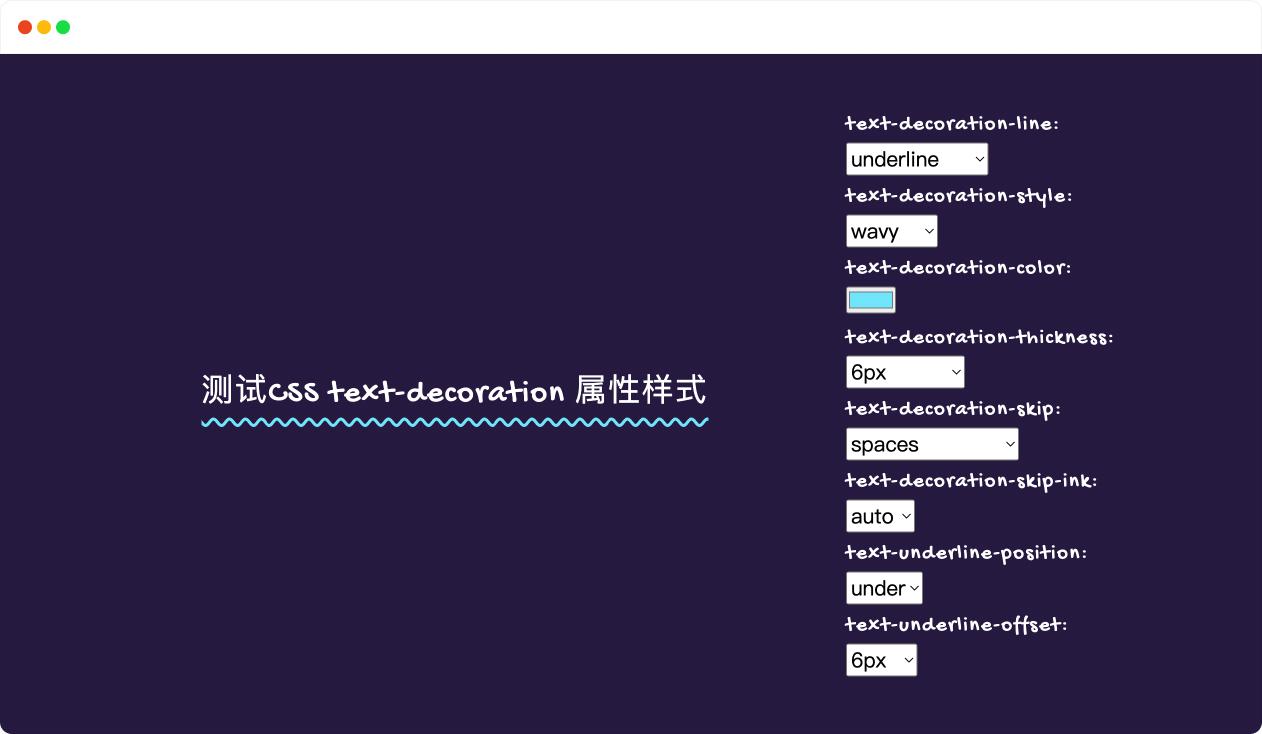 测试CSS text-decoration 属性样式
text-decoration-line:
underline
text-decoration-style:
wavy
text-decoration-color:
text-decoration-thickness:
6px
text-decoration-skip:
spaces
text-decoration-skip-ink:
auto
text-underline-position:
under
text-underline-offset:
6px